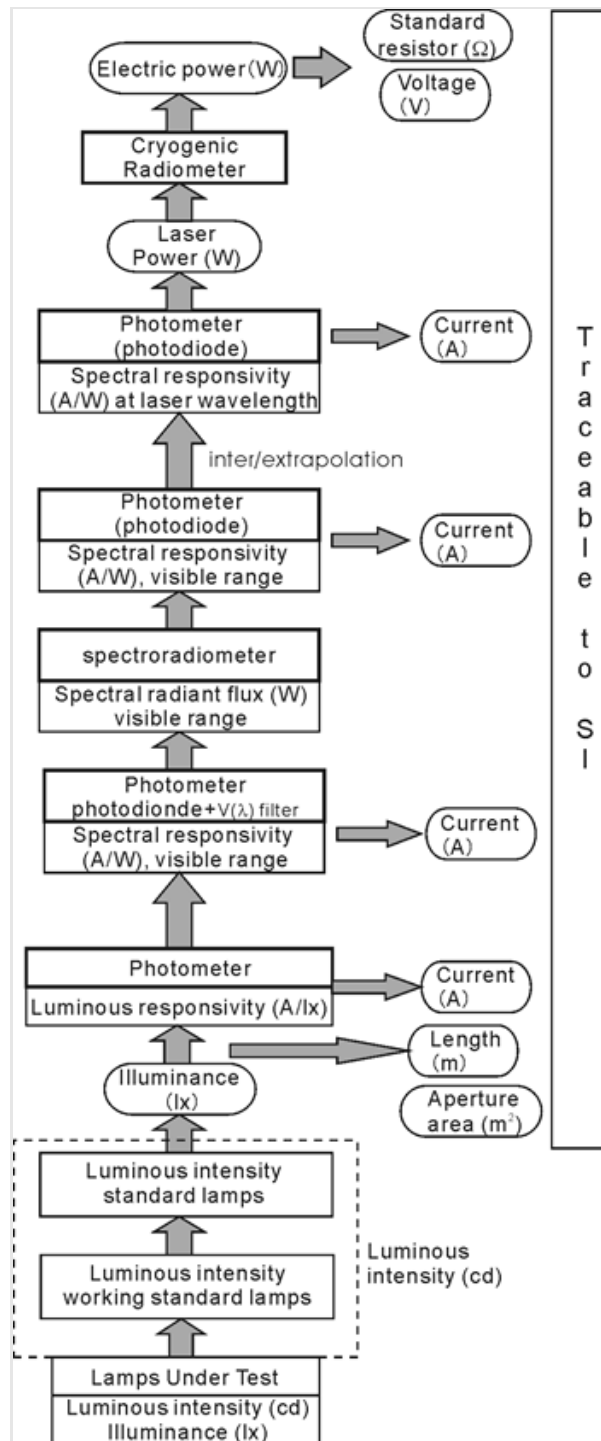 Standard
resistor (Ω)
Electric power(W)
Voltage
(V)
Cryogenic
Radiometer
Laser
Power (W)
Photometer
(photodiode)
Current
(A)
Spectral responsivity
(A/W) at laser wavelength
inter/extrapolation
Photometer
(photodiode)
Current
(A)
Spectral responsivity
(A/W), visible range
spectroradiometer
Spectral radiant flux (W)
visible range
Photometer
photodionde+V(λ) filter
Spectral responsivity
(A/W), visible range
Current
(A)
Photometer
Luminous responsivity (A/lx)
Current
(A)
Length
(m)
Illuminance
(lx)
Aperture
area (m²)
Luminous intensity
standard lamps
Luminous
intensity (cd)
Luminous intensity
working standard lamps
Lamps Under Test
Luminous intensity (cd)
Illuminance (lx)
Traceable to SI